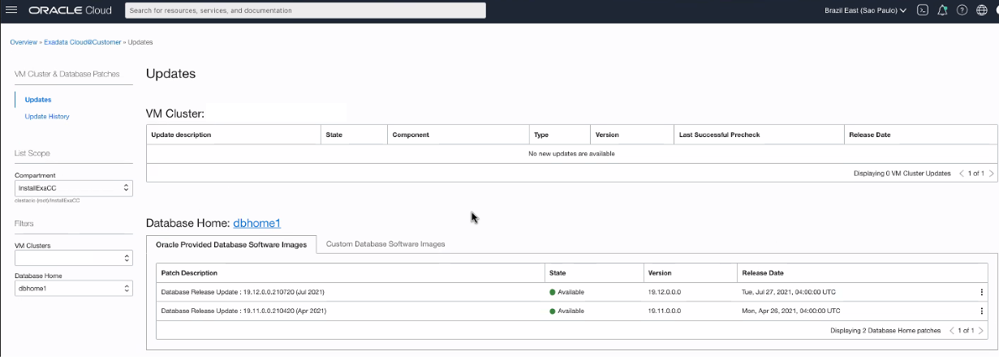 ORACLE Cloud
Search for resources, services, and documentation
Brazil East (Sao Paulo)
Overview » Exadata Cloud@Customer » Updates
VM Cluster & Database Patches
Updates
Update History
List Scope
Compartment
InstallExaCC
clestacio (root)/InstallExaCC
Filters
VM Clusters
Database Home
dbhome1
Updates
VM Cluster:
Update description State Component Type Version Last Successful Precheck Release Date
No new updates are available
Displaying 0 VM Cluster Updates < 1 of 1 >
Database Home: dbhome1
Oracle Provided Database Software Images Custom Database Software Images
Patch Description State Version Release Date
Database Release Update : 19.12.0.0.210720 (Jul 2021) Available 19.12.0.0.0 Tue, Jul 27, 2021, 04:00:00 UTC
Database Release Update : 19.11.0.0.210420 (Apr 2021) Available 19.11.0.0.0 Mon, Apr 26, 2021, 04:00:00 UTC
Displaying 2 Database Home patches < 1 of 1 >